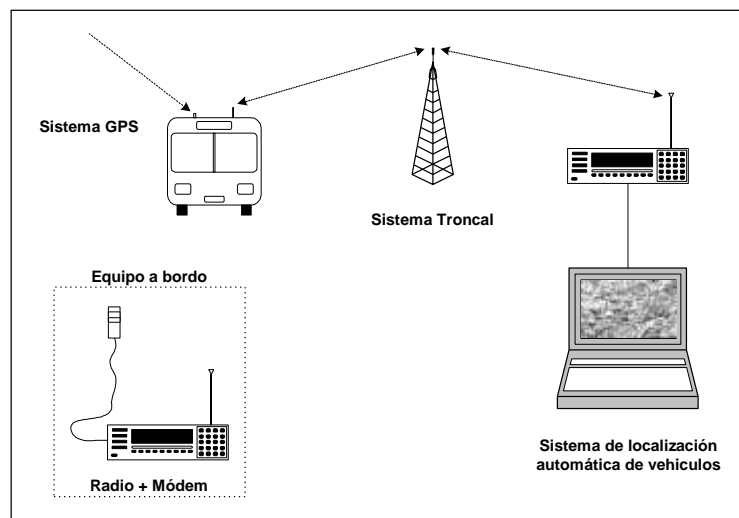 Sistema GPS
Sistema Troncal
Equipo a bordo
Radio + Módem
Sistema de localización
automática de vehiculos